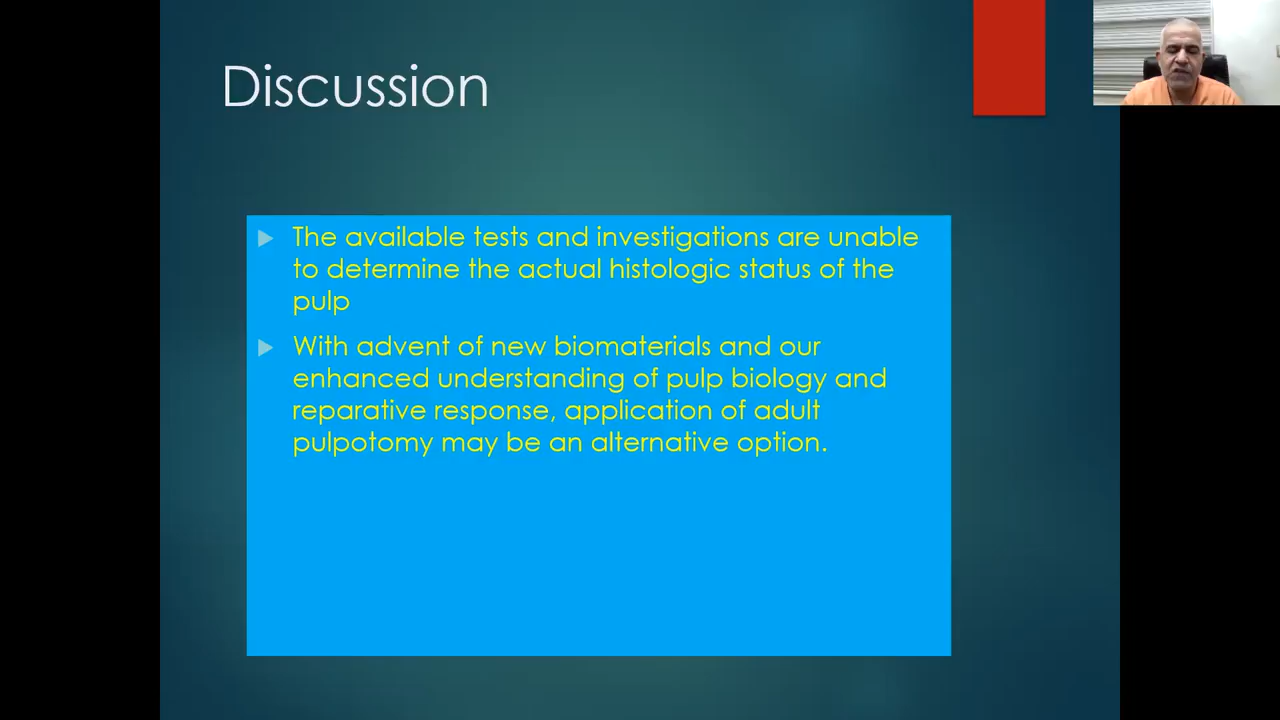 Discussion
The available tests and investigations are unable
to determine the actual histologic status of the
pulp
With advent of new biomaterials and our
enhanced understanding of pulp biology and
reparative response, application of adult
pulpotomy may be an alternative option.